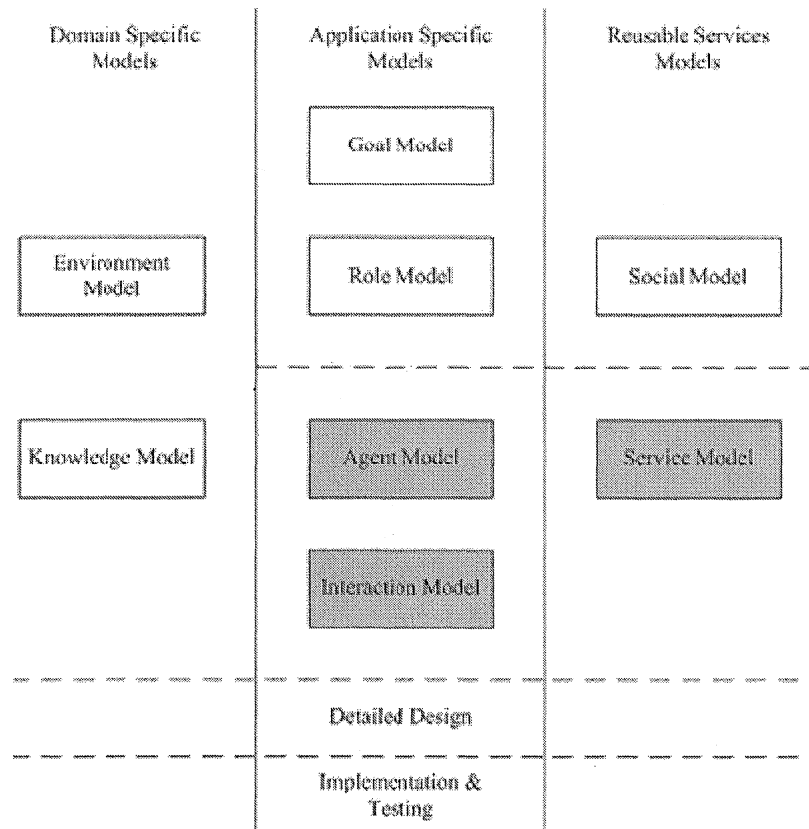 Domain Specific
Models
Application Specific
Models
Reusable Services
Models
Goal Model
Environment
Model
Role Model
Social Model
Knowledge Model
Agent Model
Service Model
Interaction Model
Detailed Design
Implementation &
Testing